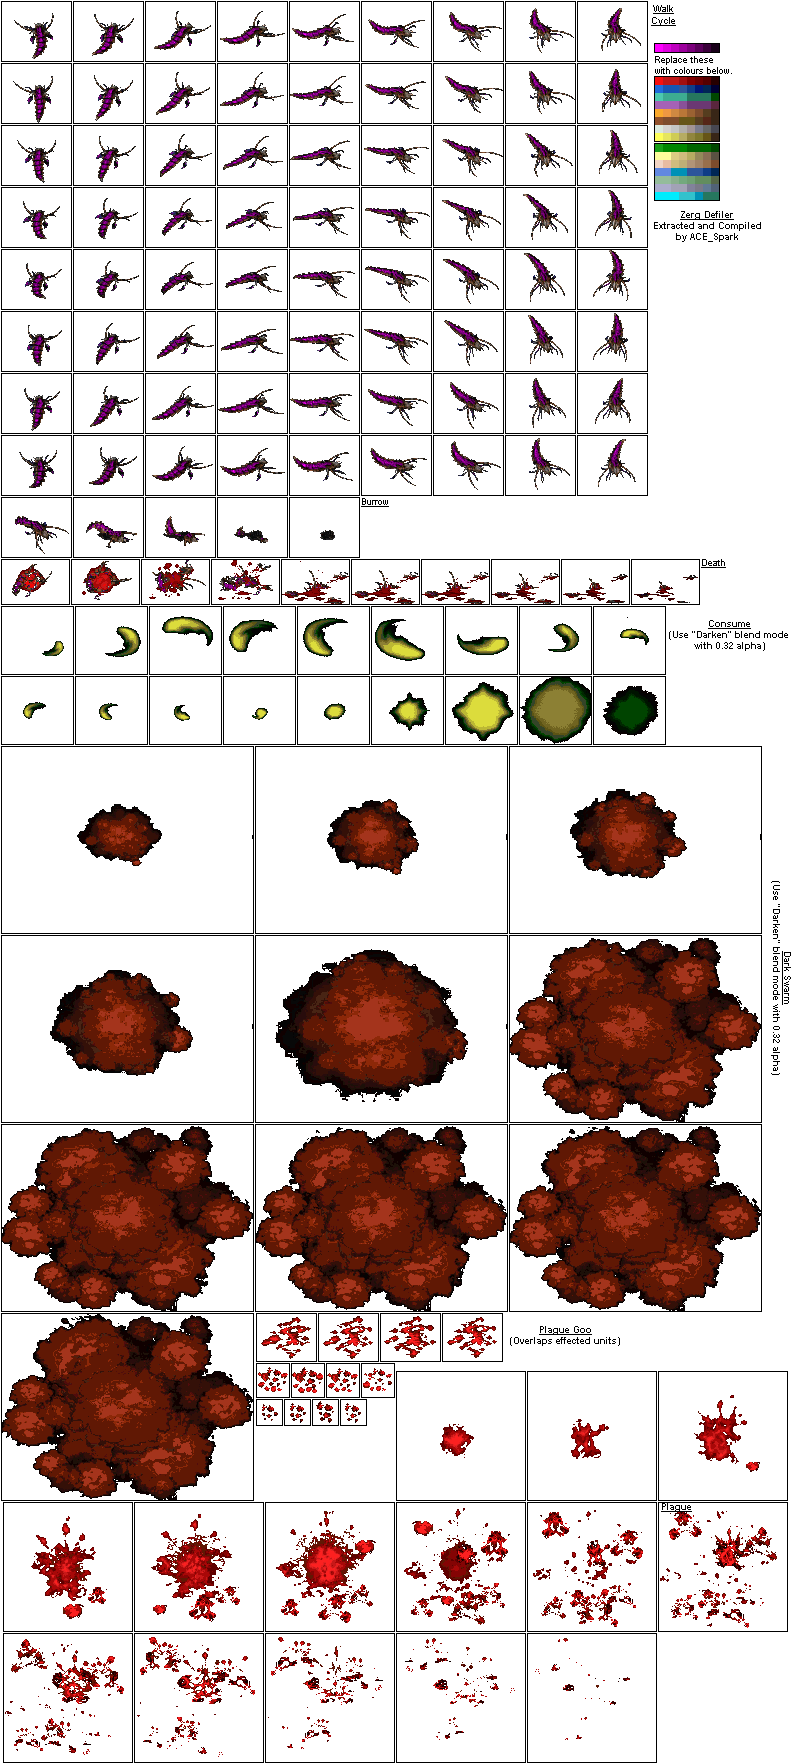 Walk
Cycle
Replace these
with colours below.
Zerg Defiler
Extracted and Compiled
by ACE_Spark
Burrow
Death
Consume
(Use "Darken" blend mode
with 0.32 alpha)
Dark Swarm
(Use "Darken" blend mode with 0.32 alpha)
Plague Goo
(Overlaps effected units)
Plague